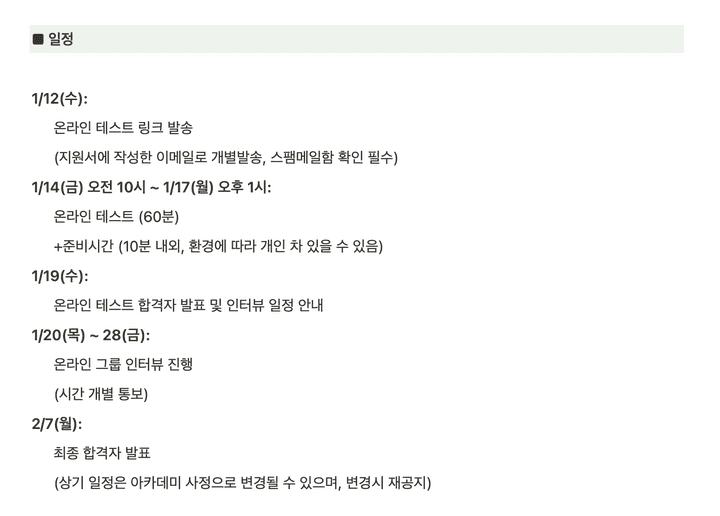 ■ 일정
1/12(수):
온라인 테스트 링크 발송
(지원서에 작성한 이메일로 개별발송, 스팸메일함 확인 필수)
1/14(금) 오전 10시 ~ 1/17(월) 오후 1시:
온라인 테스트 (60분)
+준비시간 (10분 내외, 환경에 따라 개인 차 있을 수 있음)
1/19(수):
온라인 테스트 합격자 발표 및 인터뷰 일정 안내
1/20(목) ~ 28(금):
온라인 그룹 인터뷰 진행
(시간 개별 통보)
2/7(월):
최종 합격자 발표
(상기 일정은 아카데미 사정으로 변경될 수 있으며, 변경시 재공지)